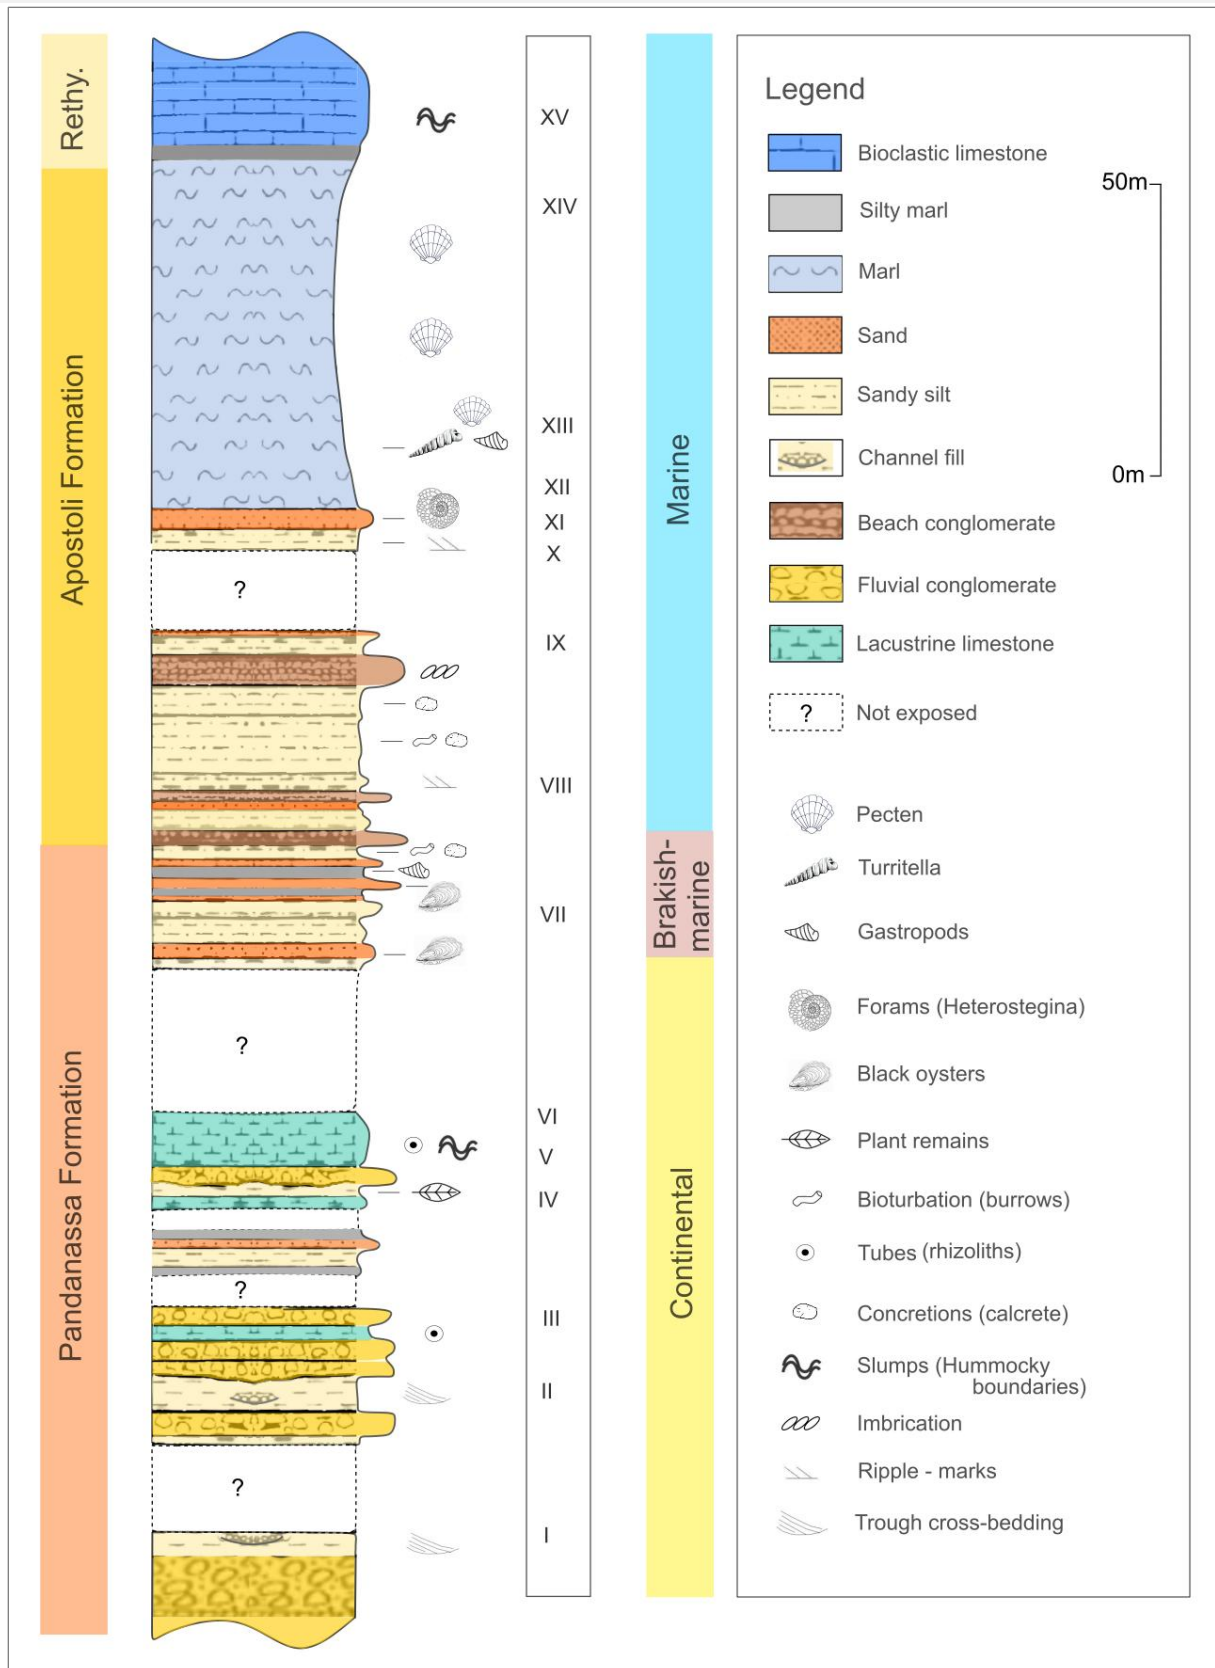 Rethy.
Apostoli Formation
Pandanassa Formation
?
?
?
?
XV
XIV
XIII
XII
XI
X
IX
VIII
VII
VI
V
IV
III
II
I
Marine
Brakish-
marine
Continental
Legend
Bioclastic limestone
Silty marl
Marl
Sand
Sandy silt
Channel fill
Beach conglomerate
Fluvial conglomerate
Lacustrine limestone
? Not exposed
50m
0m
Pecten
Turritella
Gastropods
Forams (Heterostegina)
Black oysters
Plant remains
Bioturbation (burrows)
Tubes (rhizoliths)
Concretions (calcrete)
Slumps (Hummocky
boundaries)
Imbrication
Ripple - marks
Trough cross-bedding